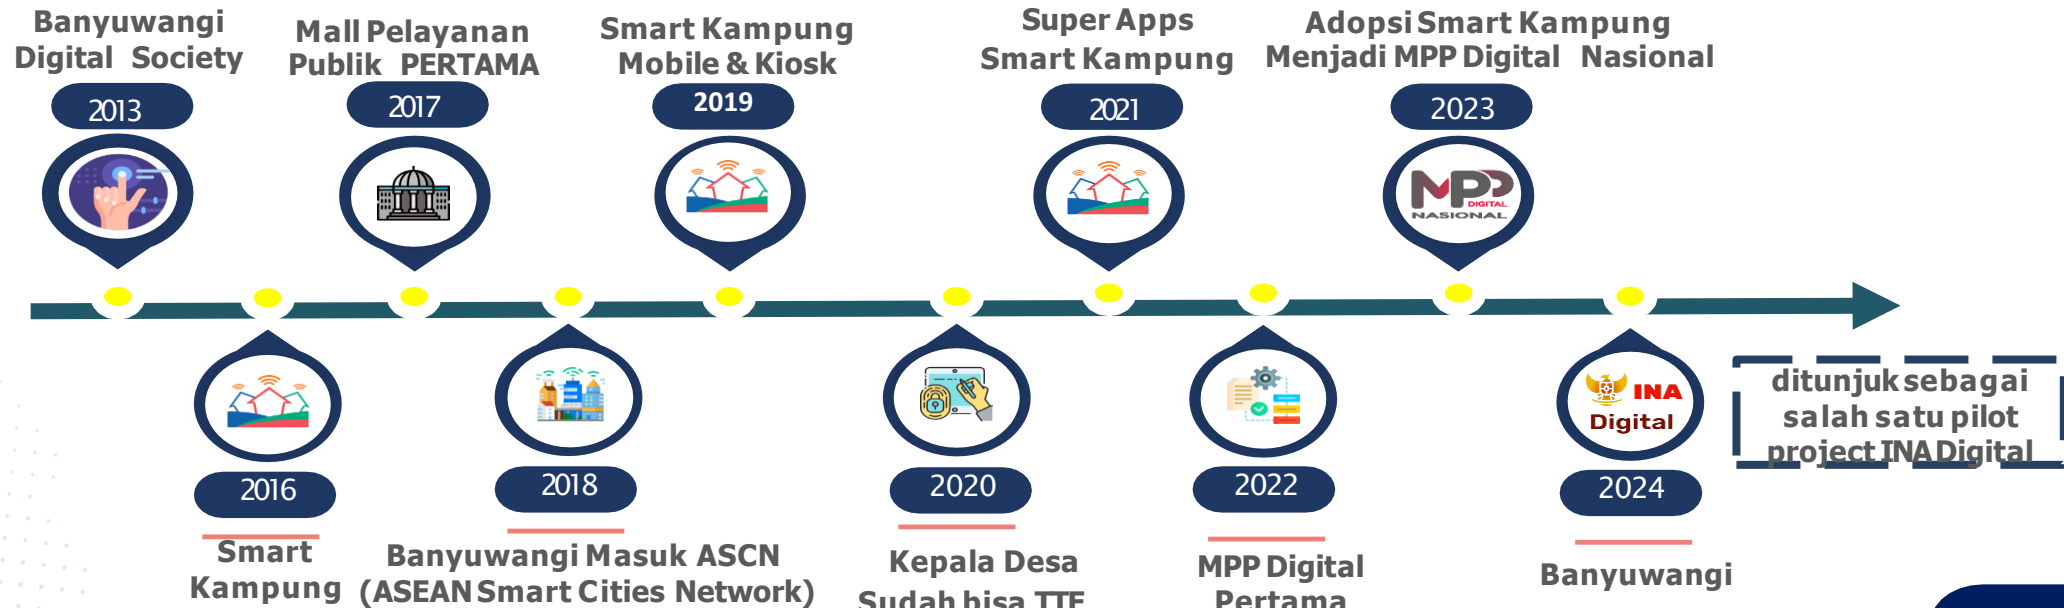 Banyuwangi
Digital Society
2013
Smart
Kampung
2016
Mall Pelayanan
Publik PERTAMA
2017
2018
Banyuwangi Masuk ASCN
(ASEAN Smart Cities Network)
Smart Kampung
Mobile & Kiosk
2019
2020
Kepala Desa
Sudah bisa TTE
Super Apps
Smart Kampung
2021
2022
MPP Digital
Pertama
Adopsi Smart Kampung
Menjadi MPP Digital Nasional
2023
MPP
DIGITAL
NASIONAL
INA
Digital
2024
Banyuwangi
ditunjuk sebagai
salah satu pilot
project INA Digital